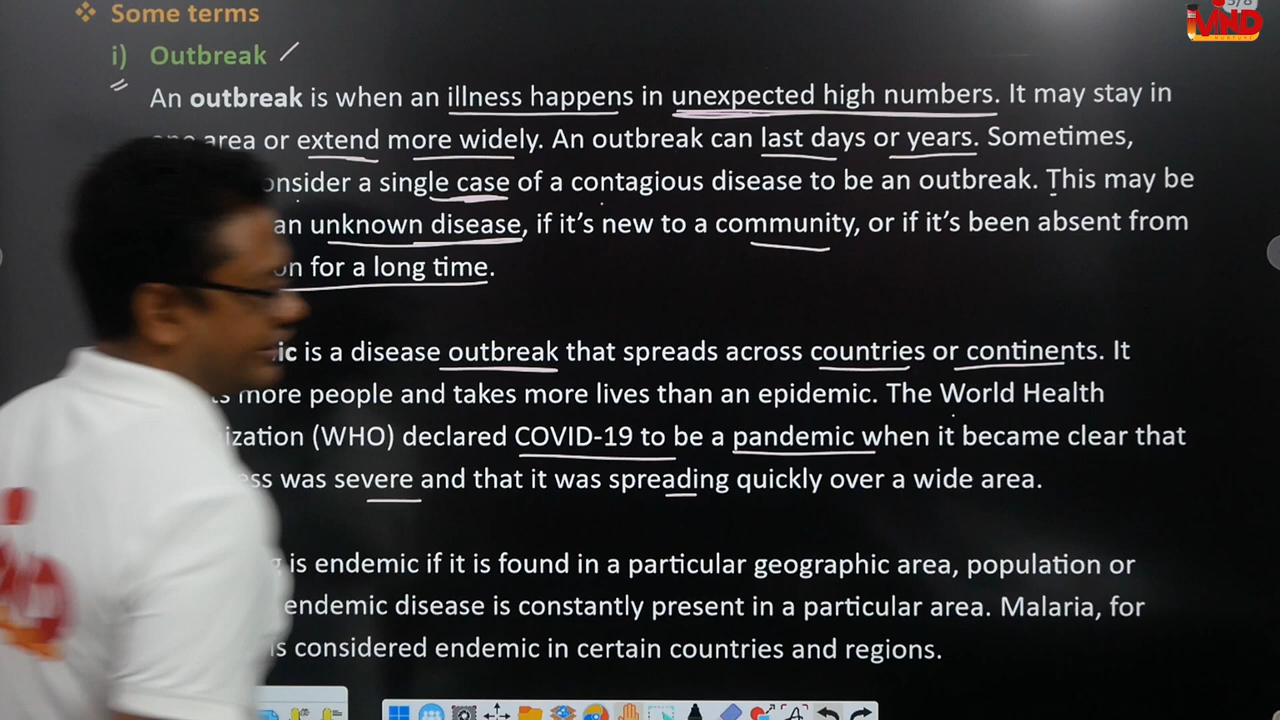 Some terms
i) Outbreak
An outbreak is when an illness happens in unexpected high numbers. It may stay in
area or extend more widely. An outbreak can last days or years. Sometimes,
a single case of a contagious disease to be an outbreak. This may be
an unknown disease, if it’s new to a community, or if it’s been absent from
for a long time.
is a disease outbreak that spreads across countries or continents. It
more people and takes more lives than an epidemic. The World Health
(WHO) declared COVID-19 to be a pandemic when it became clear that
was severe and that it was spreading quickly over a wide area.
is endemic if it is found in a particular geographic area, population or
endemic disease is constantly present in a particular area. Malaria, for
is considered endemic in certain countries and regions.